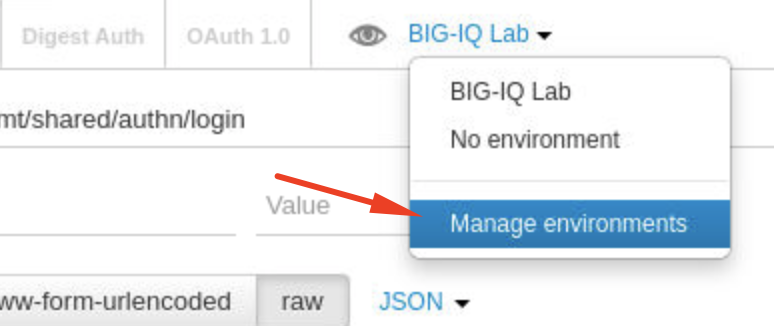 Digest Auth OAuth 1.0 BIG-IQ Lab
BIG-IQ Lab
mt/shared/authn/login
No environment
Value
Manage environments
ww-form-urlencoded raw JSON